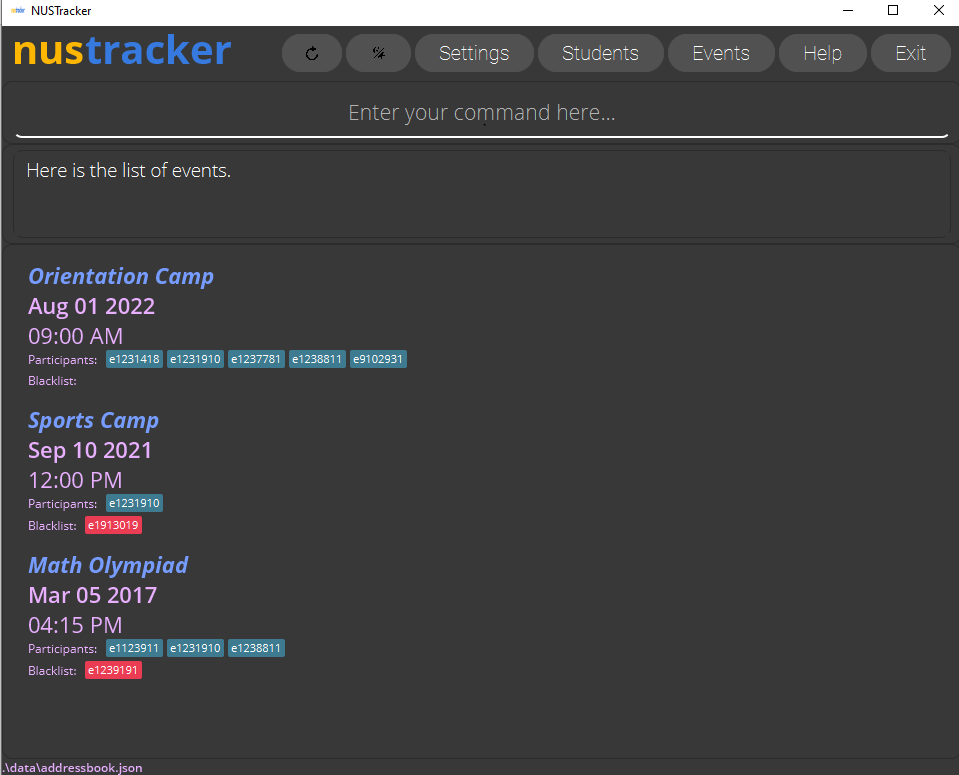 NUSTracker
nustracker Settings Students Events Help Exit
Enter your command here...
Here is the list of events.
Orientation Camp
Aug 01 2022
09:00 AM
Participants: e1231418 e1231910 e1237781 e1238811 e9102931
Blacklist:
Sports Camp
Sep 10 2021
12:00 PM
Participants: e1231910
Blacklist: e1913019
Math Olympiad
Mar 05 2017
04:15 PM
Participants: e1123911 e1231910 e1238811
Blacklist: e1239191
.\data\addressbook.json